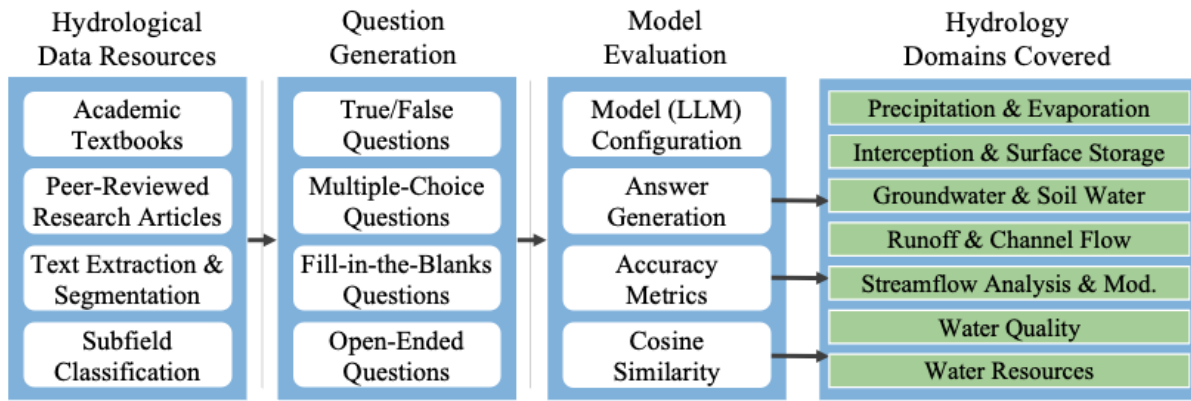 Hydrological
Data Resources
Academic
Textbooks
Peer-Reviewed
Research Articles
Text Extraction &
Segmentation
Subfield
Classification
Question
Generation
True/False
Questions
Multiple-Choice
Questions
Fill-in-the-Blanks
Questions
Open-Ended
Questions
Model
Evaluation
Model (LLM)
Configuration
Answer
Generation
Accuracy
Metrics
Cosine
Similarity
Hydrology
Domains Covered
Precipitation & Evaporation
Interception & Surface Storage
Groundwater & Soil Water
Runoff & Channel Flow
Streamflow Analysis & Mod.
Water Quality
Water Resources